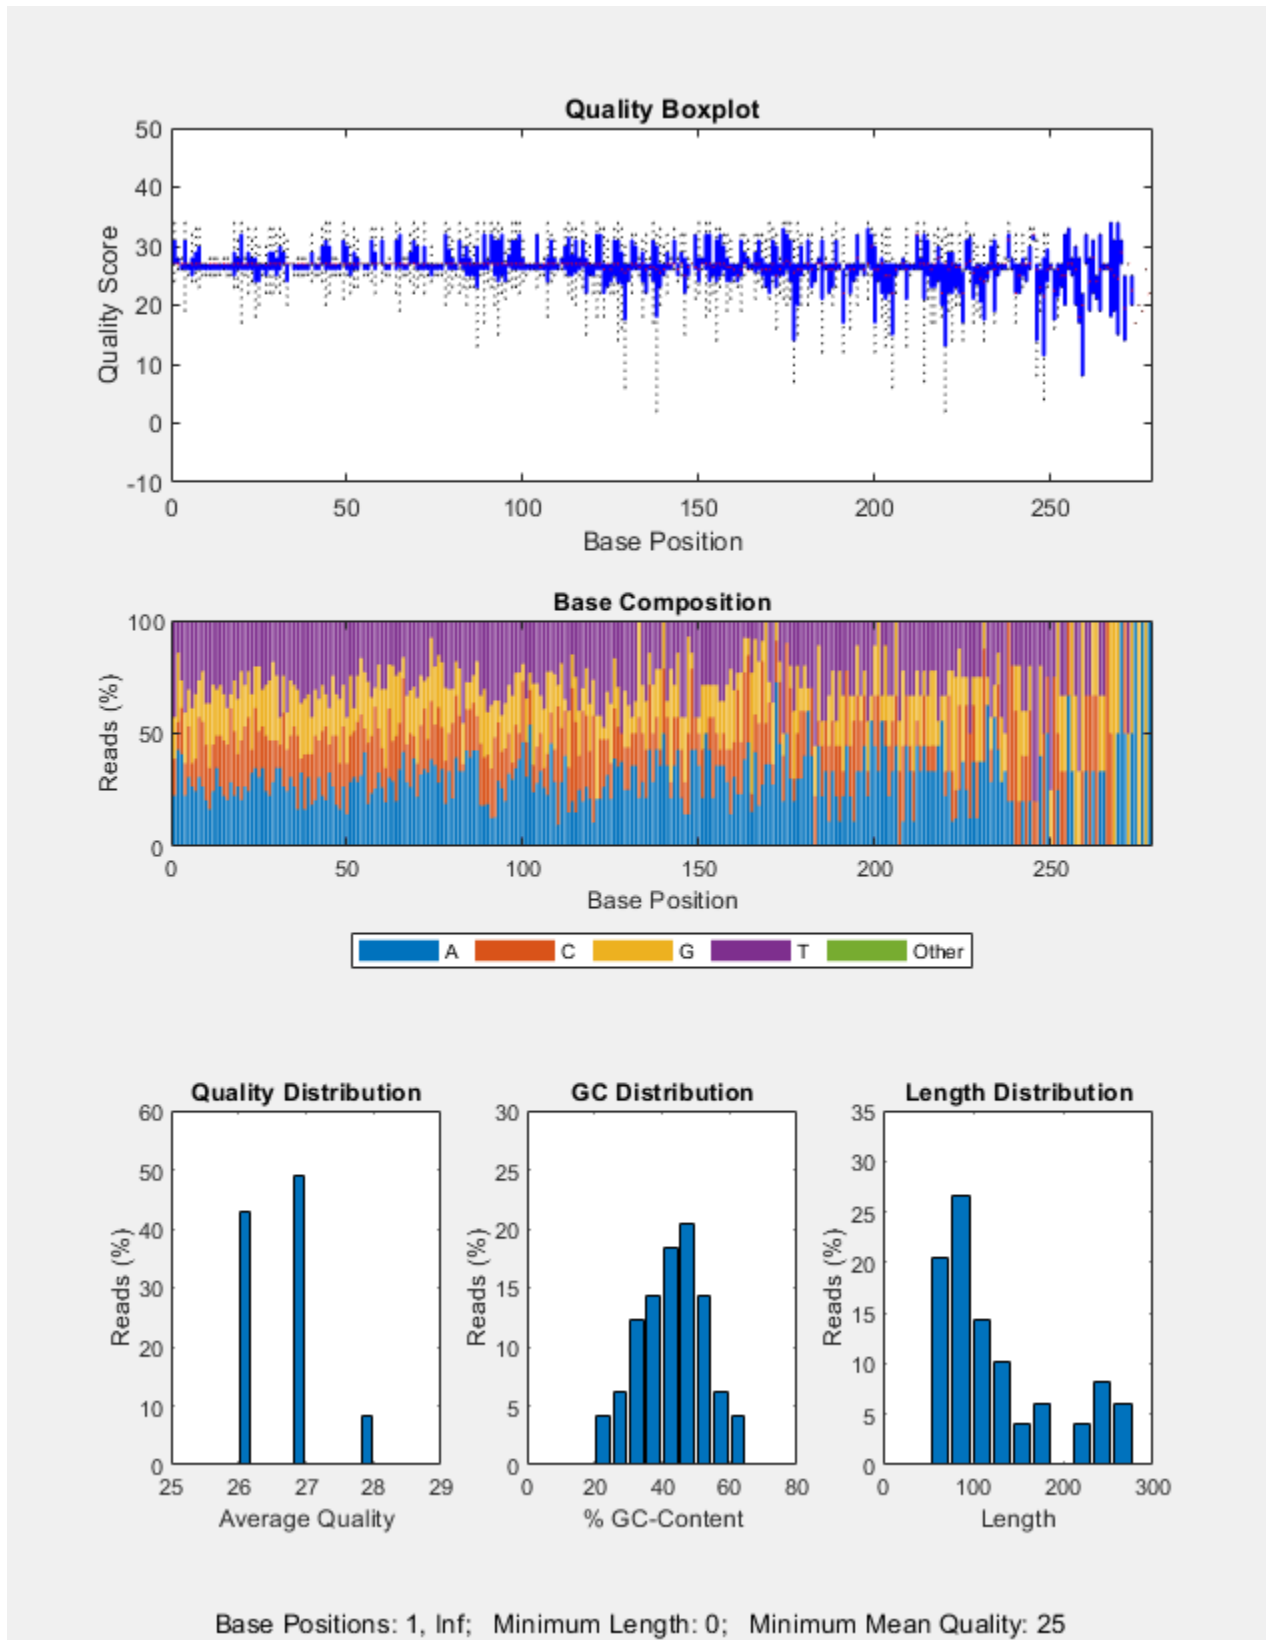 Quality Boxplot
50
40
30
20
10
0
-10
Quality Score
0 50 100 150 200 250
Base Position
Base Composition
100
50
0
Reads (%)
0 50 100 150 200 250
Base Position
A C G T Other
Quality Distribution
60
50
40
30
20
10
0
Reads (%)
25 26 27 28 29
Average Quality
GC Distribution
30
25
20
15
10
5
0
Reads (%)
0 20 40 60 80
% GC-Content
Length Distribution
35
30
25
20
15
10
5
0
Reads (%)
0 100 200 300
Length
Base Positions: 1, Inf; Minimum Length: 0; Minimum Mean Quality: 25